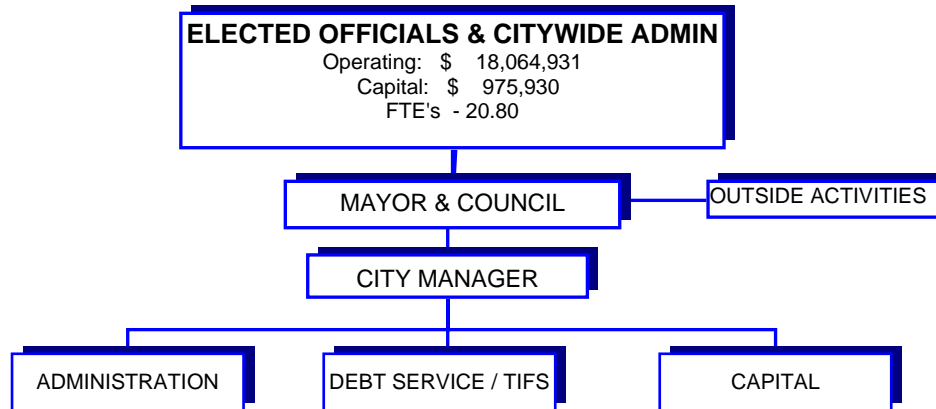 ELECTED OFFICIALS & CITYWIDE ADMIN
Operating: $ 18,064,931
Capital: $ 975,930
FTE's - 20.80
MAYOR & COUNCIL
OUTSIDE ACTIVITIES
CITY MANAGER
ADMINISTRATION
DEBT SERVICE / TIFS
CAPITAL